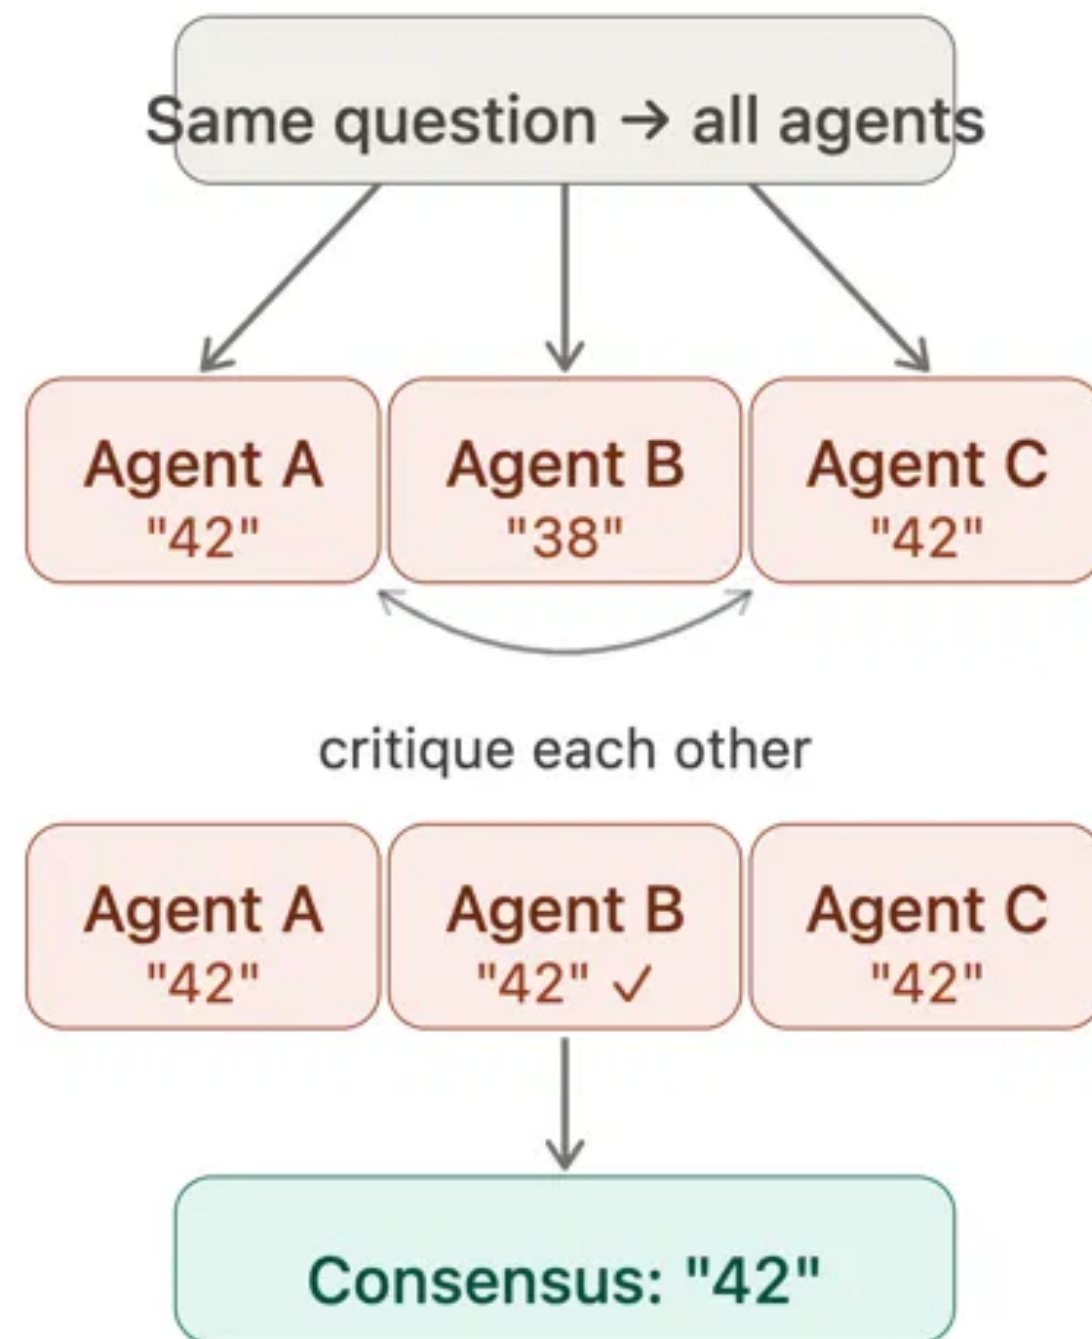 Same question → all agents
Agent A
"42"
Agent B
"38"
Agent C
"42"
critique each other
Agent A
"42"
Agent B
"42" ✓
Agent C
"42"
Consensus: "42"